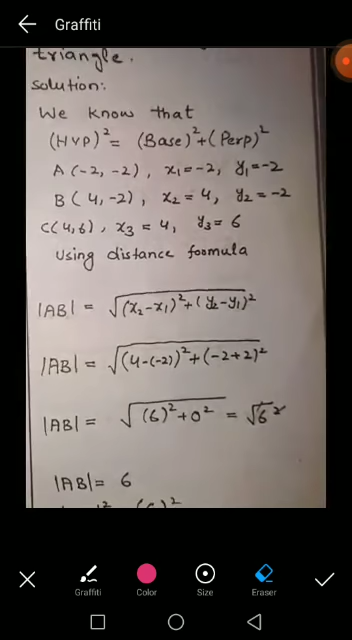 Graffiti
triangle.
solution:
We know that
(Hyp)²= (Base)²+(Perp)²
A(-2,-2), x₁=-2, y₁=-2
B(4,-2), x₂=4, y₂=-2
C(4,6), x₃=4, y₃=6
Using distance foomula
|AB| = √(x₂-x₁)²+(y₂-y₁)²
|AB| = √(4-(-2))²+(-2+2)²
|AB| = √(6)²+0² = √6²
|AB|= 6
Graffiti
Color
Size
Eraser